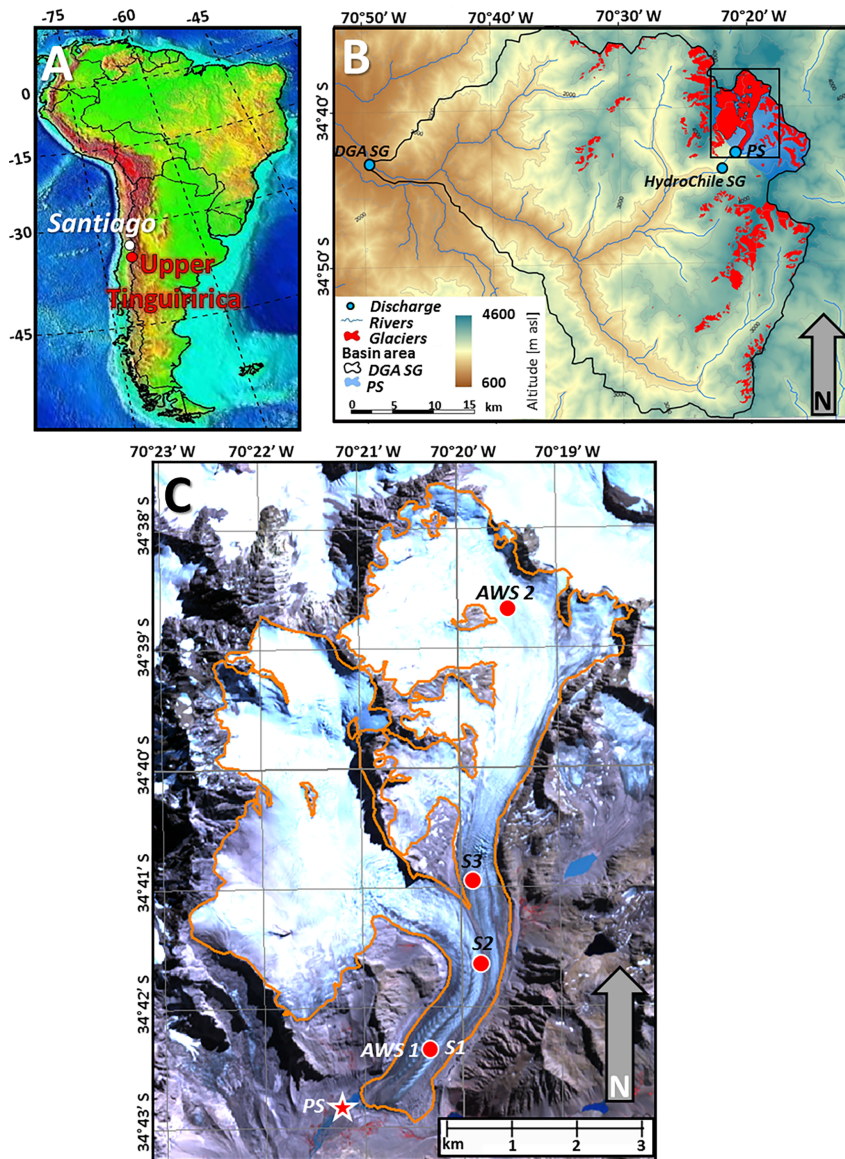 -75 -60 -45
A
0
-15
-30
-45
Santiago
Upper
Tinguiririca
70°50' W 70°40' W 70°30' W 70°20' W
B
34°40' S
34°50' S
DGA SG
PS
HydroChile SG
Discharge
Rivers
Glaciers
Basin area
DGA SG
PS
0 5 10 15 km
4600
600
Altitude [m asl]
N
70°23' W 70°22' W 70°21' W 70°20' W 70°19' W
C
34°38' S
34°39' S
34°40' S
34°41' S
34°42' S
34°43' S
AWS 2
S3
S2
AWS 1 S1
PS
N
km 1 2 3